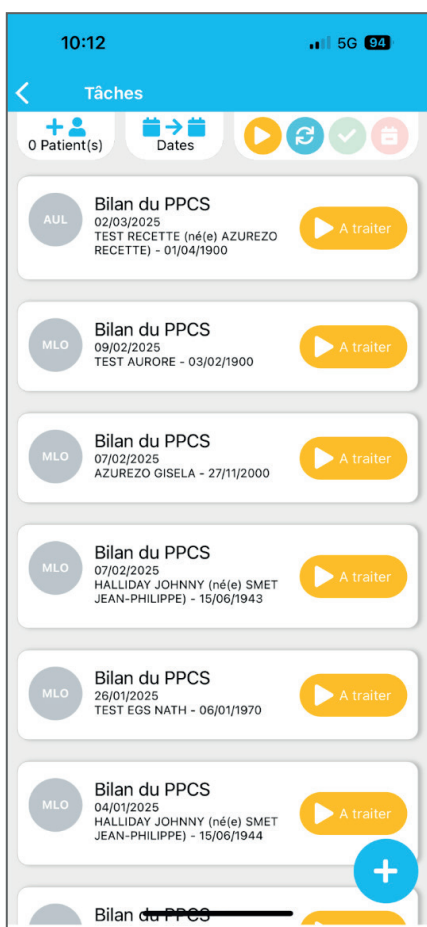 10:12
5G 94
Tâches
0 Patient(s)
Dates
AUL
Bilan du PPCS
02/03/2025
TEST RECETTE (né(e) AZUREZO
RECETTE) - 01/04/1900
A traiter
MLO
Bilan du PPCS
09/02/2025
TEST AURORE - 03/02/1900
A traiter
MLO
Bilan du PPCS
07/02/2025
AZUREZO GISELA - 27/11/2000
A traiter
MLO
Bilan du PPCS
07/02/2025
HALLIDAY JOHNNY (né(e) SMET
JEAN-PHILIPPE) - 15/06/1943
A traiter
MLO
Bilan du PPCS
26/01/2025
TEST EGS NATH - 06/01/1970
A traiter
MLO
Bilan du PPCS
04/01/2025
HALLIDAY JOHNNY (né(e) SMET
JEAN-PHILIPPE) - 15/06/1944
A traiter
Bilan du PPCS